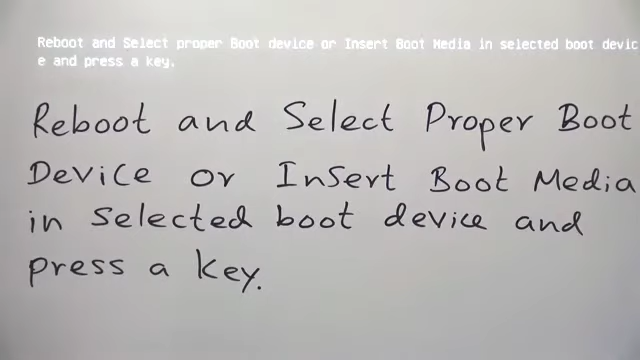 Reboot and Select proper Boot device or Insert Boot Media in selected boot devic
e and press a key.
Reboot and Select Proper Boot
Device or Insert Boot Media
in selected boot device and
press a key.